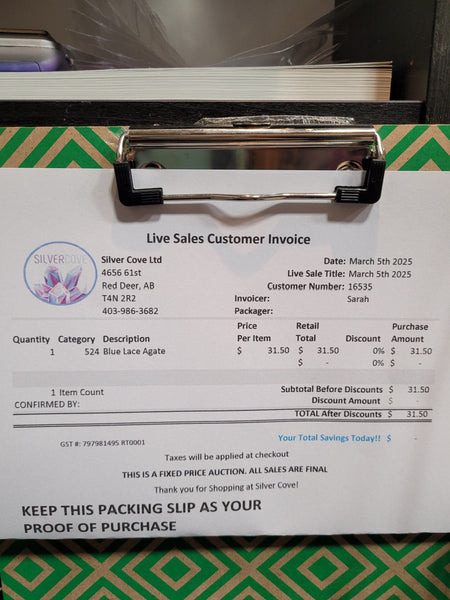 Live Sales Customer Invoice
SILVERCOVE
Silver Cove Ltd
4656 61st
Red Deer, AB
T4N 2R2
403-986-3682
Date: March 5th 2025
Live Sale Title: March 5th 2025
Customer Number: 16535
Invoicer: Sarah
Packager:
Quantity Category Description Price Per Item Retail Total Discount Purchase Amount
1 524 Blue Lace Agate $ 31.50 $ 31.50 0% $ 31.50
$ - 0% $ -
1 Item Count
CONFIRMED BY:
Subtotal Before Discounts $ 31.50
Discount Amount $ -
TOTAL After Discounts $ 31.50
GST #: 797981495 RT0001
Your Total Savings Today!! $ -
Taxes will be applied at checkout
THIS IS A FIXED PRICE AUCTION. ALL SALES ARE FINAL
Thank you for Shopping at Silver Cove!
KEEP THIS PACKING SLIP AS YOUR
PROOF OF PURCHASE